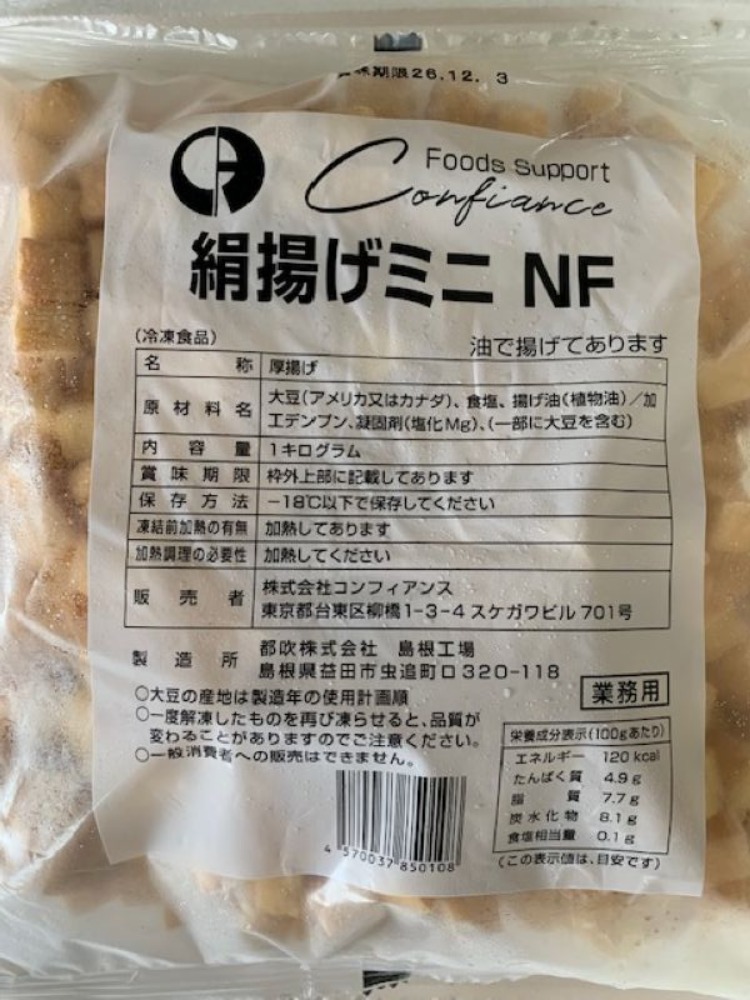 賞味期限26.12. 3
Foods Support
Confiance
絹揚げミニ NF
(冷凍食品)
油で揚げてあります
名称 厚揚げ
原材料名 大豆(アメリカ又はカナダ)、食塩、揚げ油(植物油)/加
工デンプン、凝固剤(塩化Mg)、(一部に大豆を含む)
内容量 1キログラム
賞味期限 枠外上部に記載してあります
保存方法 -18℃以下で保存してください
凍結前加熱の有無 加熱してあります
加熱調理の必要性 加熱してください
販売者 株式会社コンフィアンス
東京都台東区柳橋1-3-4 スケガワビル 701号
製造所 都吹株式会社 島根工場
島根県益田市虫追町ロ320-118
○大豆の産地は製造年の使用計画順
○一度解凍したものを再び凍らせると、品質が
変わることがありますのでご注意ください。
○一般消費者への販売はできません。
業務用
栄養成分表示(100gあたり)
エネルギー 120 kcal
たんぱく質 4.9 g
脂質 7.7 g
炭水化物 8.1 g
食塩相当量 0.1 g
(この表示値は、目安です)
4 570037 850108